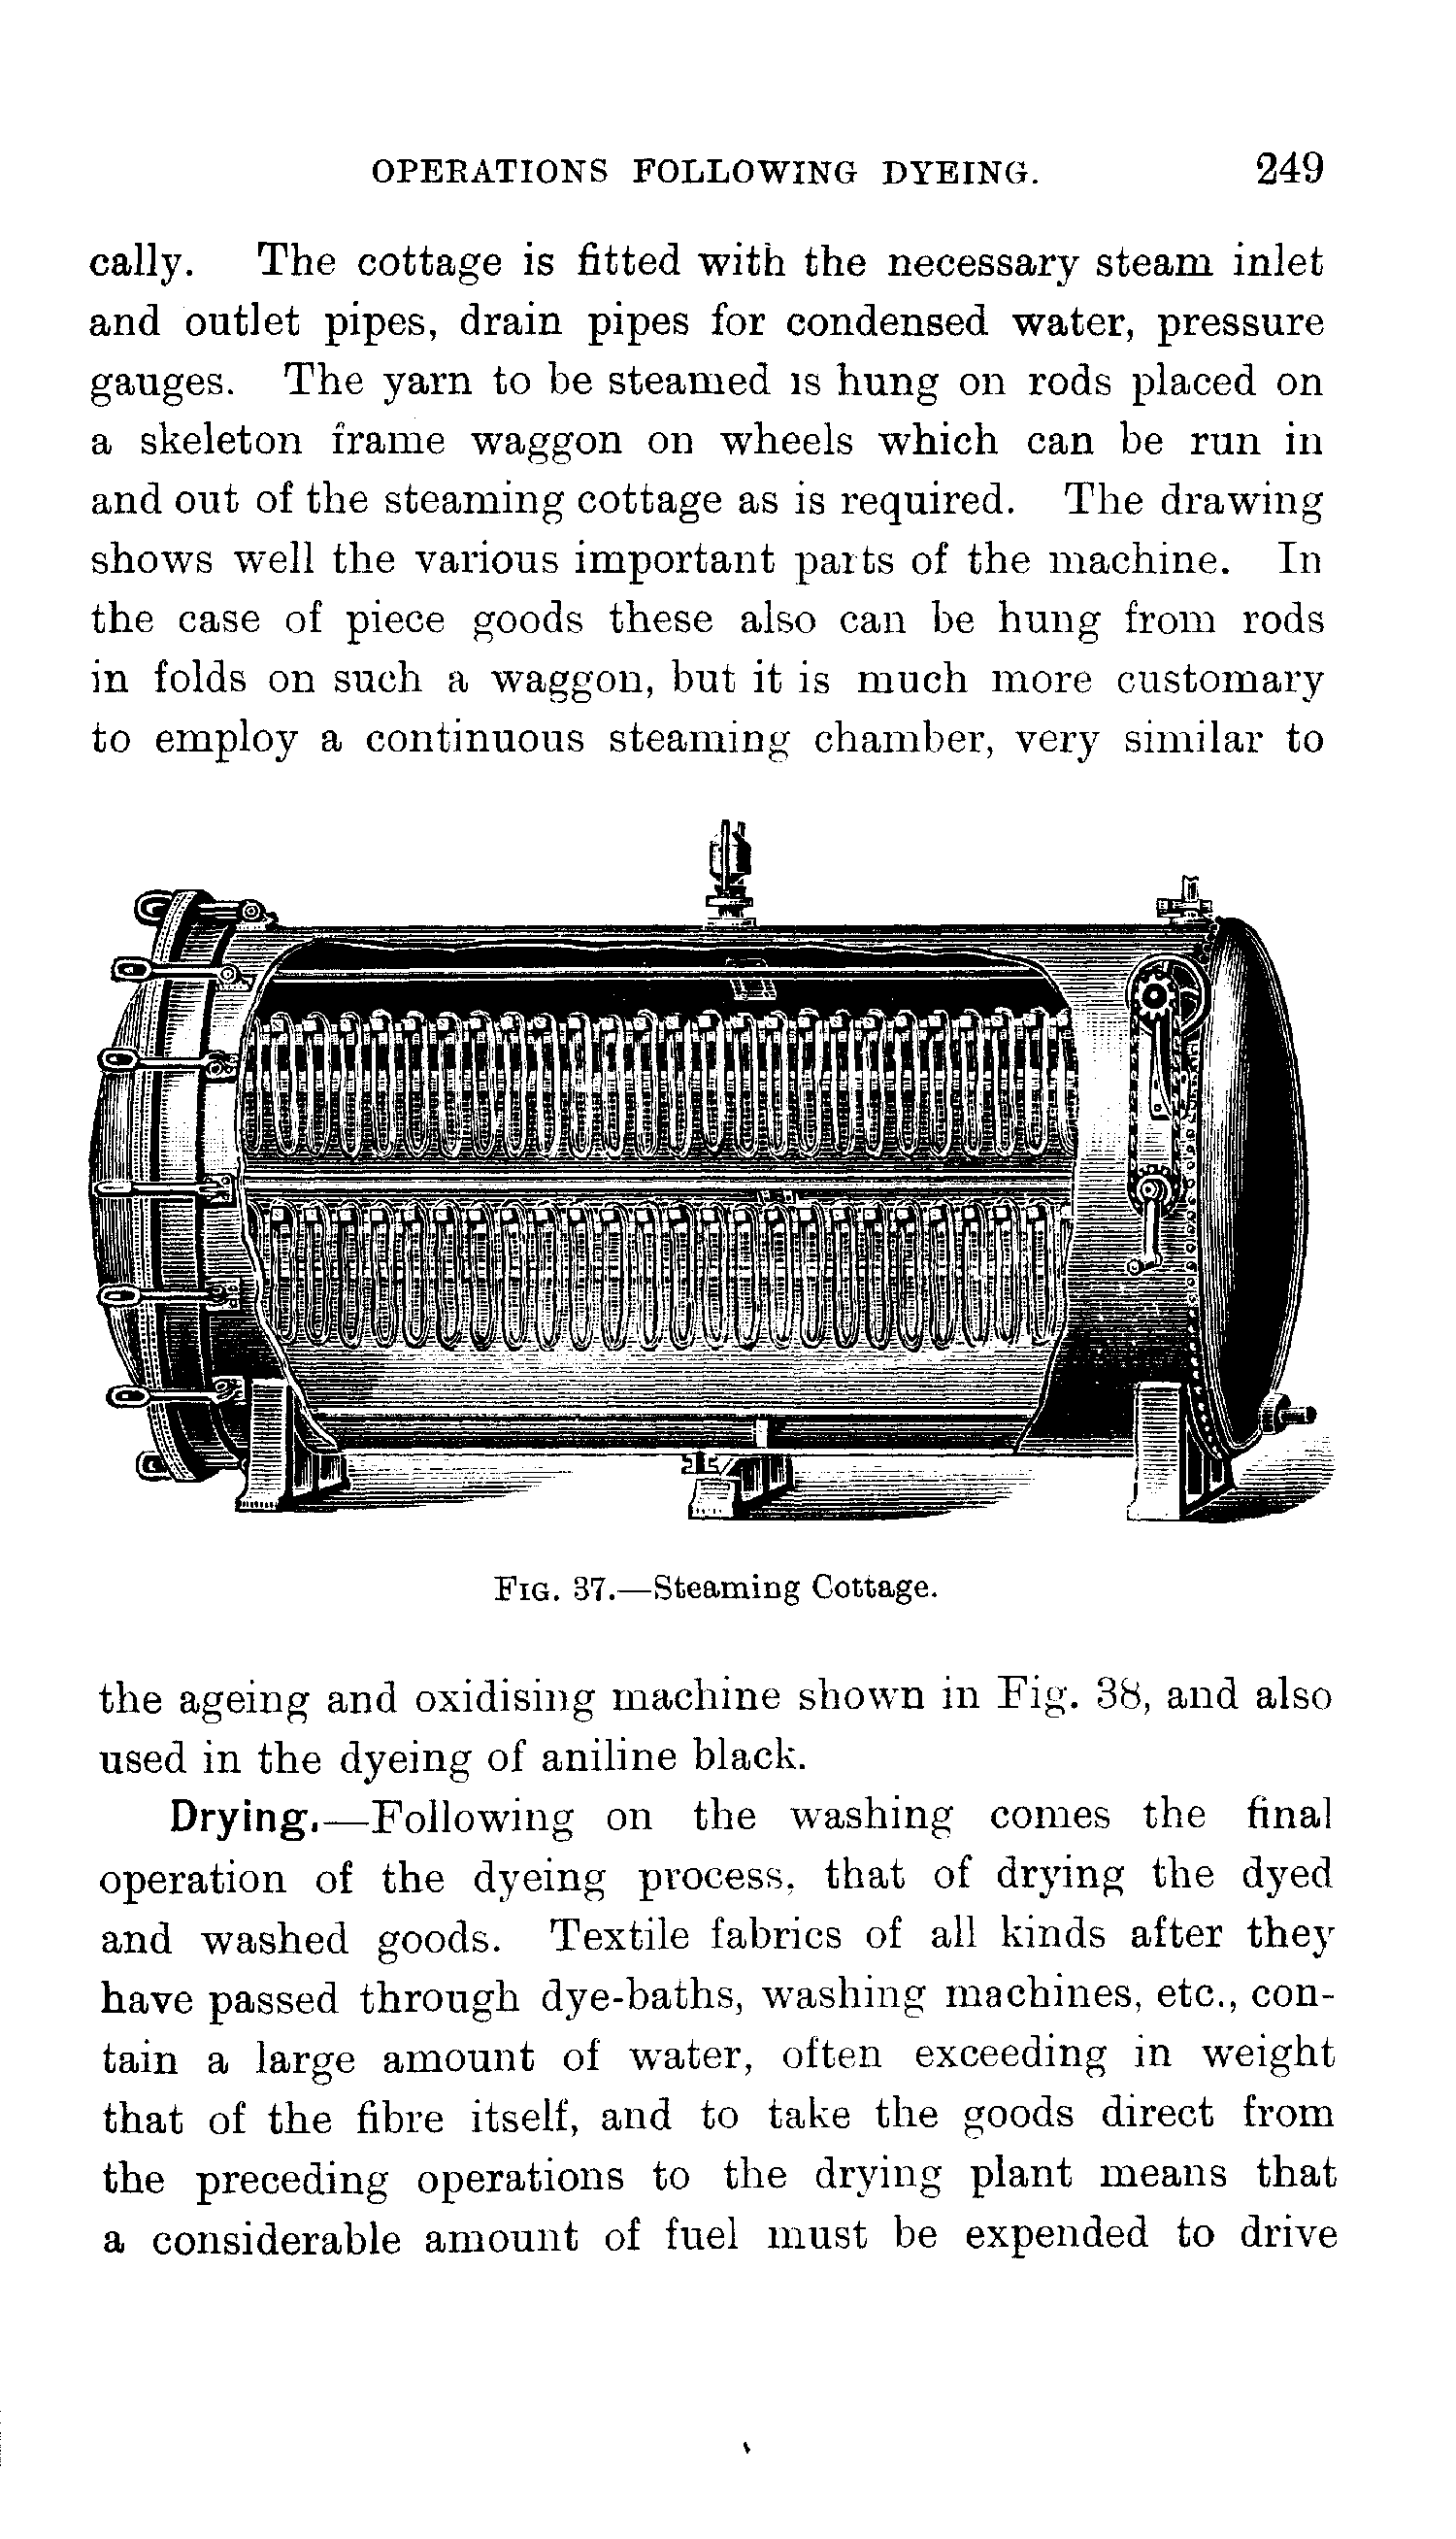 OPERATIONS FOLLOWING DYEING. 249
cally. The cottage is fitted with the necessary steam inlet
and outlet pipes, drain pipes for condensed water, pressure
gauges. The yarn to be steamed is hung on rods placed on
a skeleton frame waggon on wheels which can be run in
and out of the steaming cottage as is required. The drawing
shows well the various important parts of the machine. In
the case of piece goods these also can be hung from rods
in folds on such a waggon, but it is much more customary
to employ a continuous steaming chamber, very similar to
FIG. 37.—Steaming Cottage.
the ageing and oxidising machine shown in Fig. 38, and also
used in the dyeing of aniline black.
Drying.—Following on the washing comes the final
operation of the dyeing process, that of drying the dyed
and washed goods. Textile fabrics of all kinds after they
have passed through dye-baths, washing machines, etc., con-
tain a large amount of water, often exceeding in weight
that of the fibre itself, and to take the goods direct from
the preceding operations to the drying plant means that
a considerable amount of fuel must be expended to drive